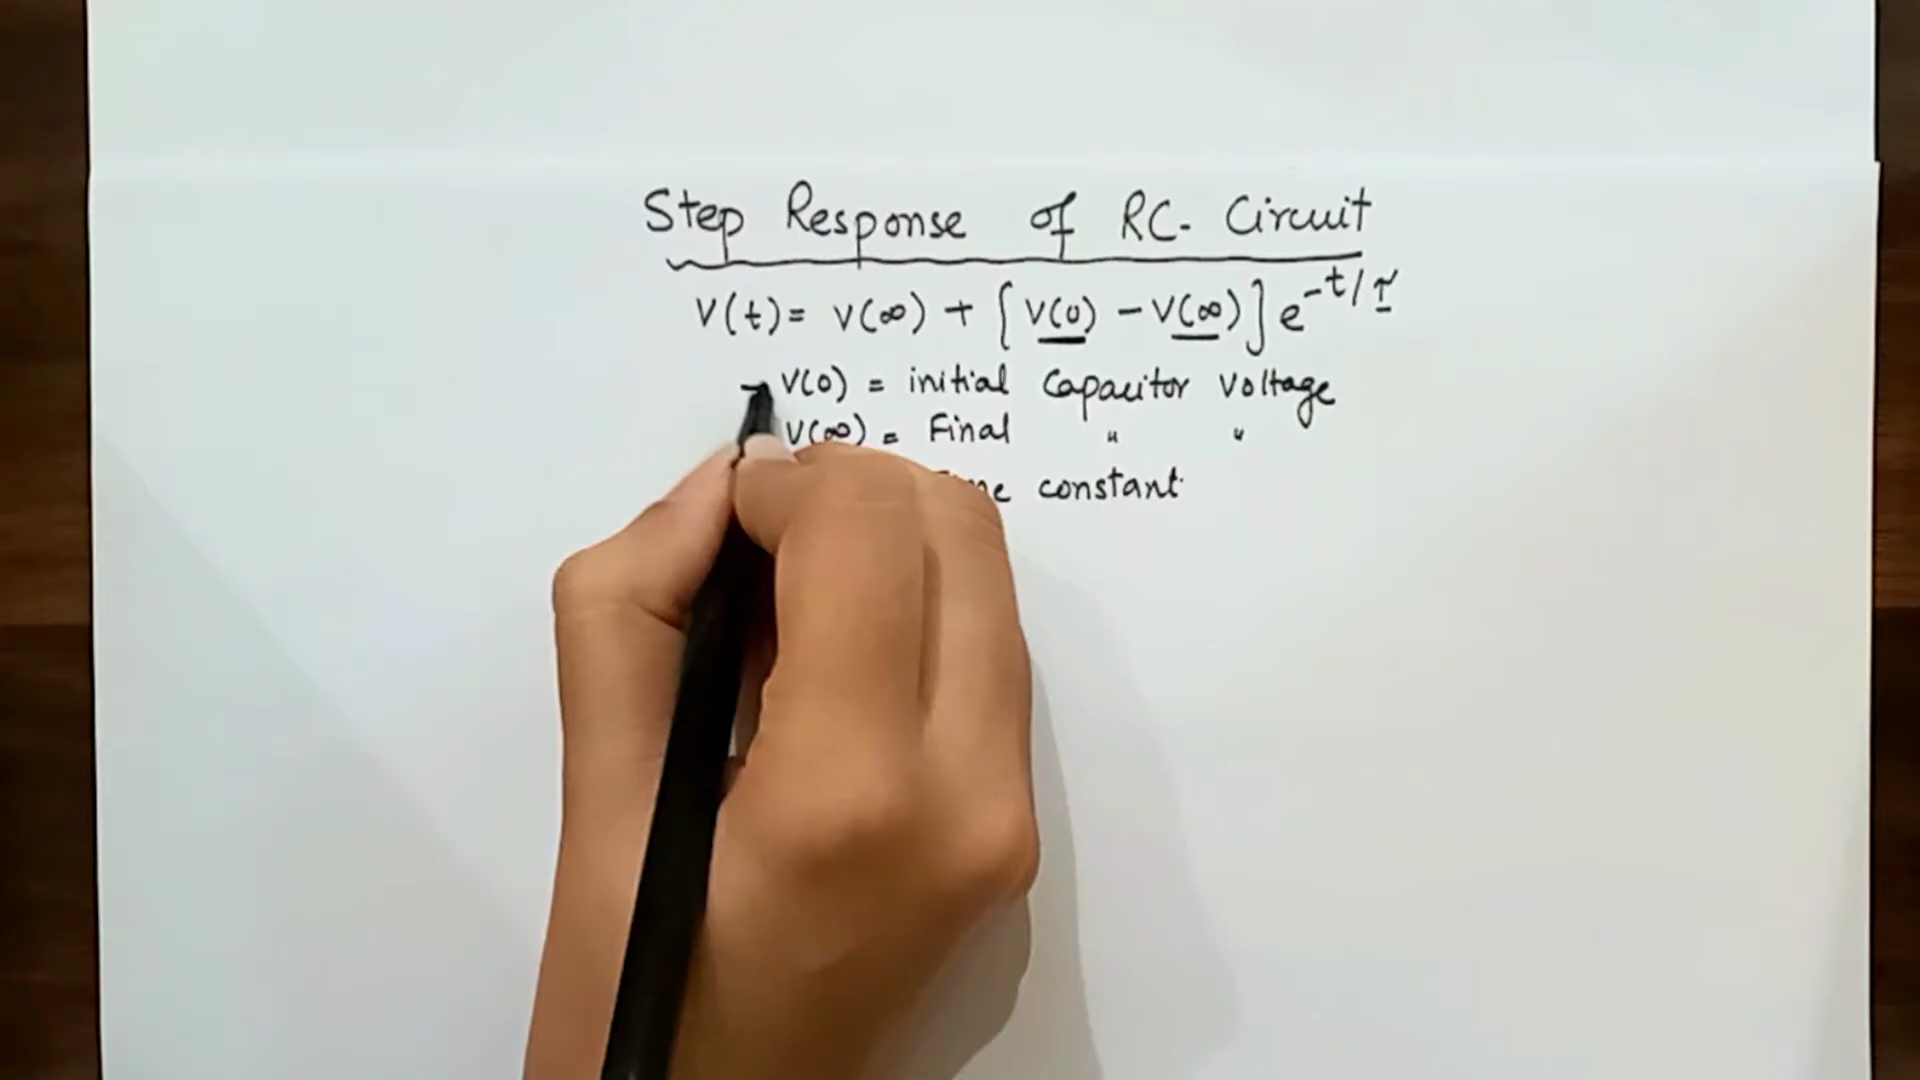 Step Response of RC- Circuit
V(t) = V(∞) + [V(0) - V(∞)] e^-t/τ
→ V(0) = initial Capacitor Voltage
V(∞) = Final " "
constant